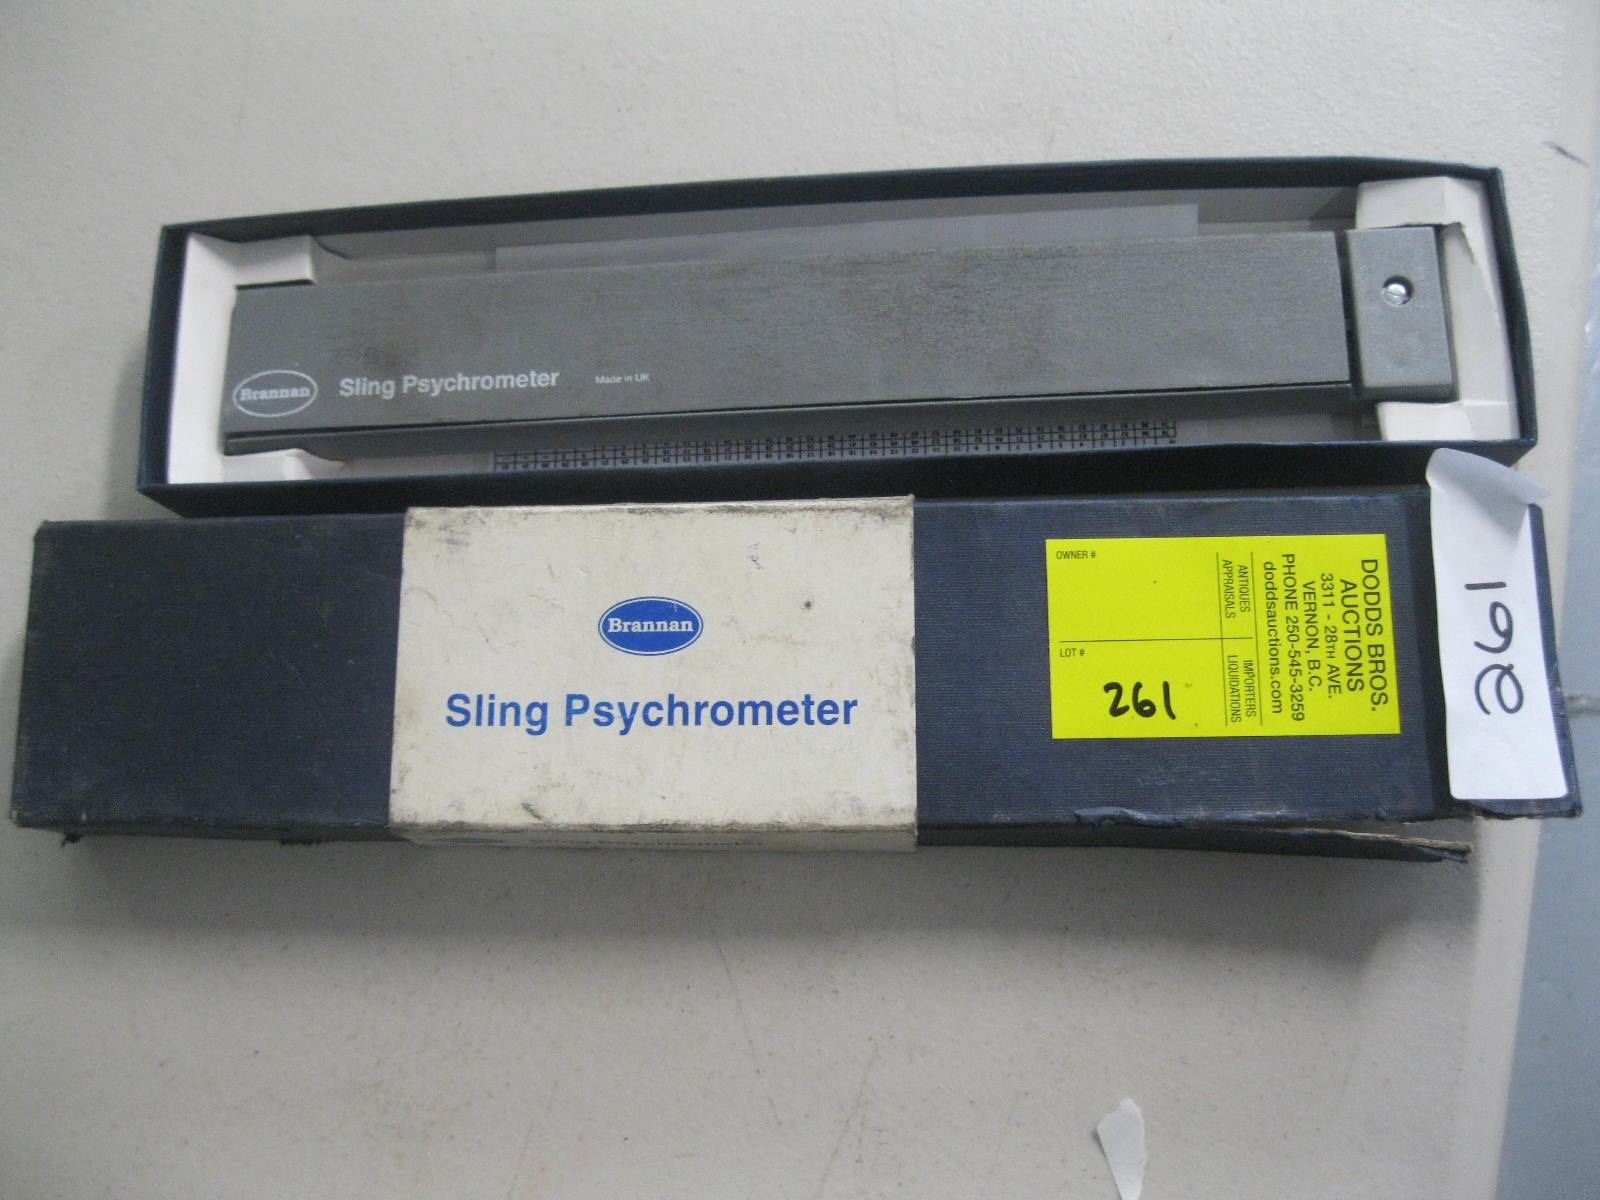 Brannan
Sling Psychrometer
Made in UK
Brannan
Sling Psychrometer
DODDS BROS.
AUCTIONS
3311 - 28TH AVE.
VERNON, B.C.
PHONE 250-545-3259
doddsauctions.com
ANTIQUES
APPRAISALS
IMPORTERS
LIQUIDATIONS
OWNER #
LOT #
261
261